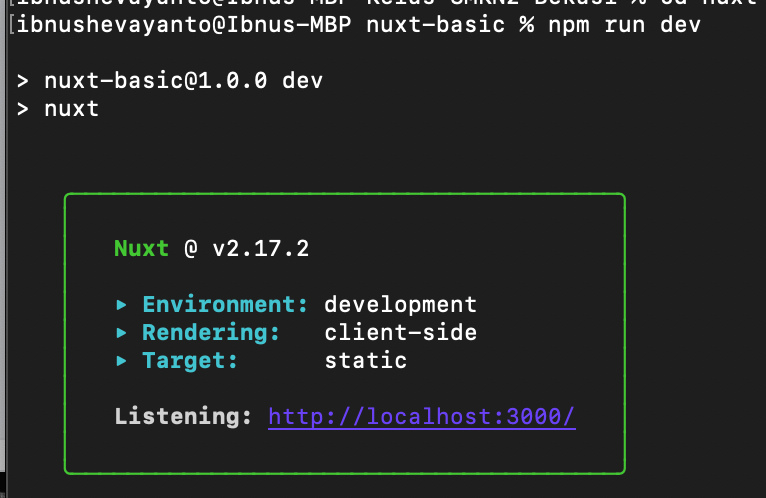 [ibnushevayanto@Ibnus-MBP nuxt-basic % npm run dev
> nuxt-basic@1.0.0 dev
> nuxt
Nuxt @ v2.17.2
▸ Environment: development
▸ Rendering: client-side
▸ Target: static
Listening: http://localhost:3000/